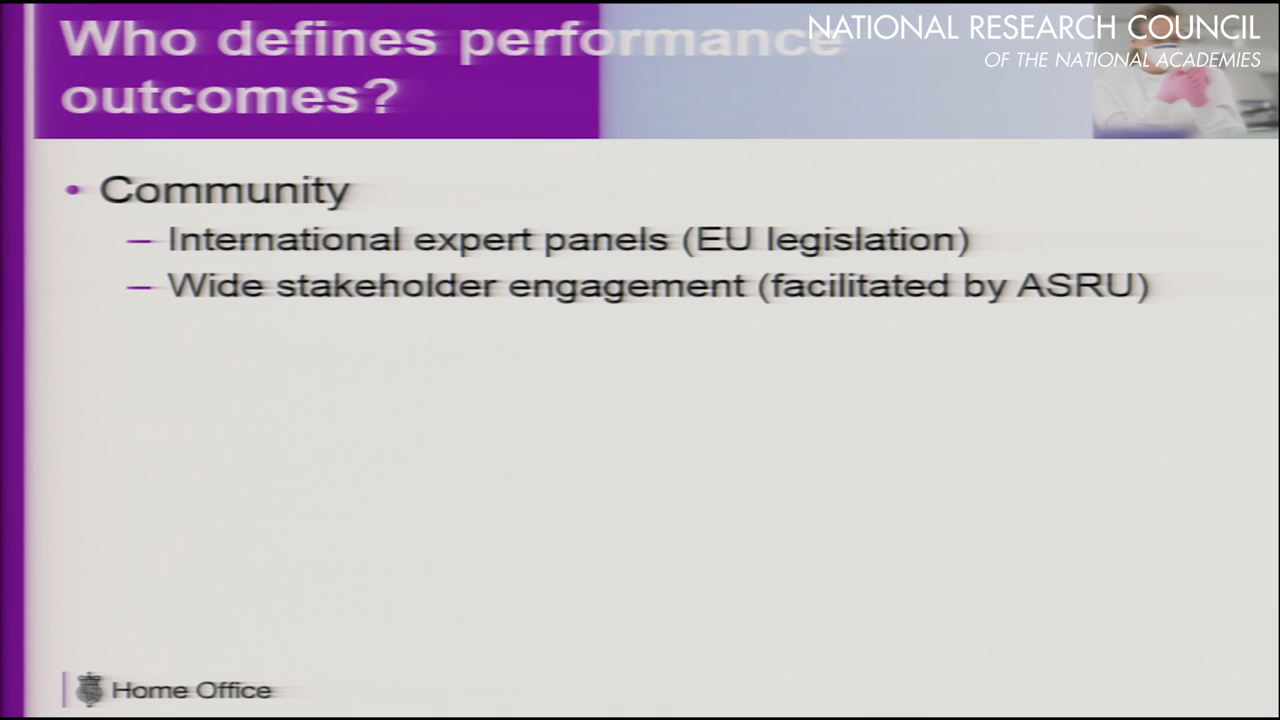 Who defines performance
outcomes?
NATIONAL RESEARCH COUNCIL
OF THE NATIONAL ACADEMIES
• Community
– International expert panels (EU legislation)
– Wide stakeholder engagement (facilitated by ASRU)
Home Office